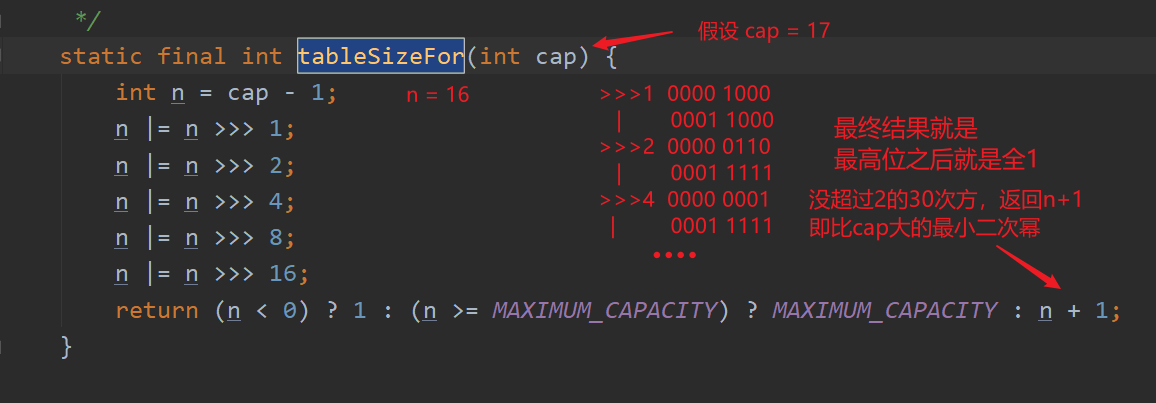 */
假设 cap = 17
static final int tableSizeFor(int cap) {
int n = cap - 1;
n = 16
>>>1 0000 1000
n |= n >>> 1;
| 0001 1000
最终结果就是
n |= n >>> 2;
>>>2 0000 0110
最高位之后就是全1
| 0001 1111
n |= n >>> 4;
>>>4 0000 0001
没超过2的30次方，返回n+1
n |= n >>> 8;
| 0001 1111
即比cap大的最小二次幂
••••
n |= n >>> 16;
return (n < 0) ? 1 : (n >= MAXIMUM_CAPACITY) ? MAXIMUM_CAPACITY : n + 1;
}